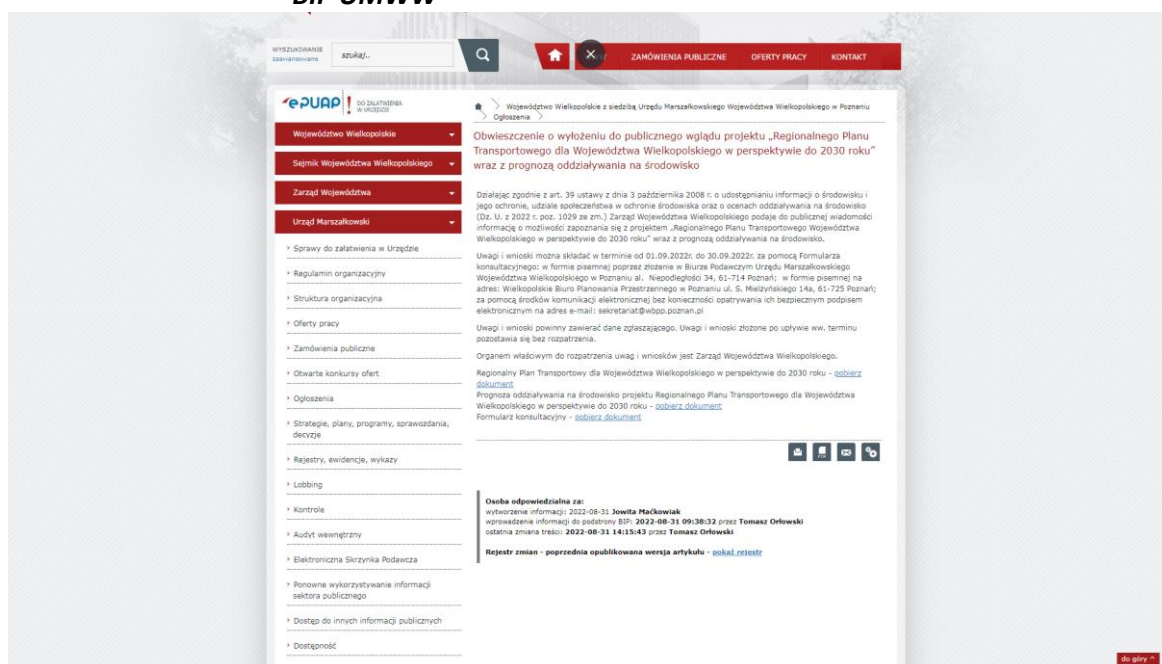 BIP UMWW
WYSZUKIWANIE
zaawansowane
szukaj..
ZAMÓWIENIA PUBLICZNE
OFERTY PRACY
KONTAKT
ePUAP
DO ZAŁATWIENIA
W URZĘDZIE
Województwo Wielkopolskie
Sejmik Województwa Wielkopolskiego
Zarząd Województwa
Urząd Marszałkowski
Sprawy do załatwienia w Urzędzie
Regulamin organizacyjny
Struktura organizacyjna
Oferty pracy
Zamówienia publiczne
Otwarte konkursy ofert
Ogłoszenia
Strategie, plany, programy, sprawozdania,
decyzje
Rejestry, ewidencje, wykazy
Lobbing
Kontrole
Audyt wewnętrzny
Elektroniczna Skrzynka Podawcza
Ponowne wykorzystywanie informacji
sektora publicznego
Dostęp do innych informacji publicznych
Dostępność
Województwo Wielkopolskie z siedzibą Urzędu Marszałkowskiego Województwa Wielkopolskiego w Poznaniu
Ogłoszenia
Obwieszczenie o wyłożeniu do publicznego wglądu projektu „Regionalnego Planu
Transportowego dla Województwa Wielkopolskiego w perspektywie do 2030 roku”
wraz z prognozą oddziaływania na środowisko
Działając zgodnie z art. 39 ustawy z dnia 3 października 2008 r. o udostępnianiu informacji o środowisku i
jego ochronie, udziale społeczeństwa w ochronie środowiska oraz o ocenach oddziaływania na środowisko
(Dz. U. z 2022 r. poz. 1029 ze zm.) Zarząd Województwa Wielkopolskiego podaje do publicznej wiadomości
informację o możliwości zapoznania się z projektem „Regionalnego Planu Transportowego Województwa
Wielkopolskiego w perspektywie do 2030 roku” wraz z prognozą oddziaływania na środowisko.
Uwagi i wnioski można składać w terminie od 01.09.2022r. do 30.09.2022r. za pomocą Formularza
konsultacyjnego: w formie pisemnej poprzez złożenie w Biurze Podawczym Urzędu Marszałkowskiego
Województwa Wielkopolskiego w Poznaniu al. Niepodległości 34, 61-714 Poznań; w formie pisemnej na
adres: Wielkopolskie Biuro Planowania Przestrzennego w Poznaniu ul. S. Mielżyńskiego 14a, 61-725 Poznań;
za pomocą środków komunikacji elektronicznej bez konieczności opatrywania ich bezpiecznym podpisem
elektronicznym na adres e-mail: sekretariat@wbpp.poznan.pl
Uwagi i wnioski powinny zawierać dane zgłaszającego. Uwagi i wnioski złożone po upływie ww. terminu
pozostawia się bez rozpatrzenia.
Organem właściwym do rozpatrzenia uwag i wniosków jest Zarząd Województwa Wielkopolskiego.
Regionalny Plan Transportowy dla Województwa Wielkopolskiego w perspektywie do 2030 roku - pobierz
dokument
Prognoza oddziaływania na środowisko projektu Regionalnego Planu Transportowego dla Województwa
Wielkopolskiego w perspektywie do 2030 roku - pobierz dokument
Formularz konsultacyjny - pobierz dokument
PDF
Osoba odpowiedzialna za:
wytworzenie informacji: 2022-08-31 Jowita Maćkowiak
wprowadzenie informacji do podstrony BIP: 2022-08-31 09:38:32 przez Tomasz Orłowski
ostatnia zmiana treści: 2022-08-31 14:15:43 przez Tomasz Orłowski
Rejestr zmian - poprzednia opublikowana wersja artykułu - pokaż rejestr
do góry ^